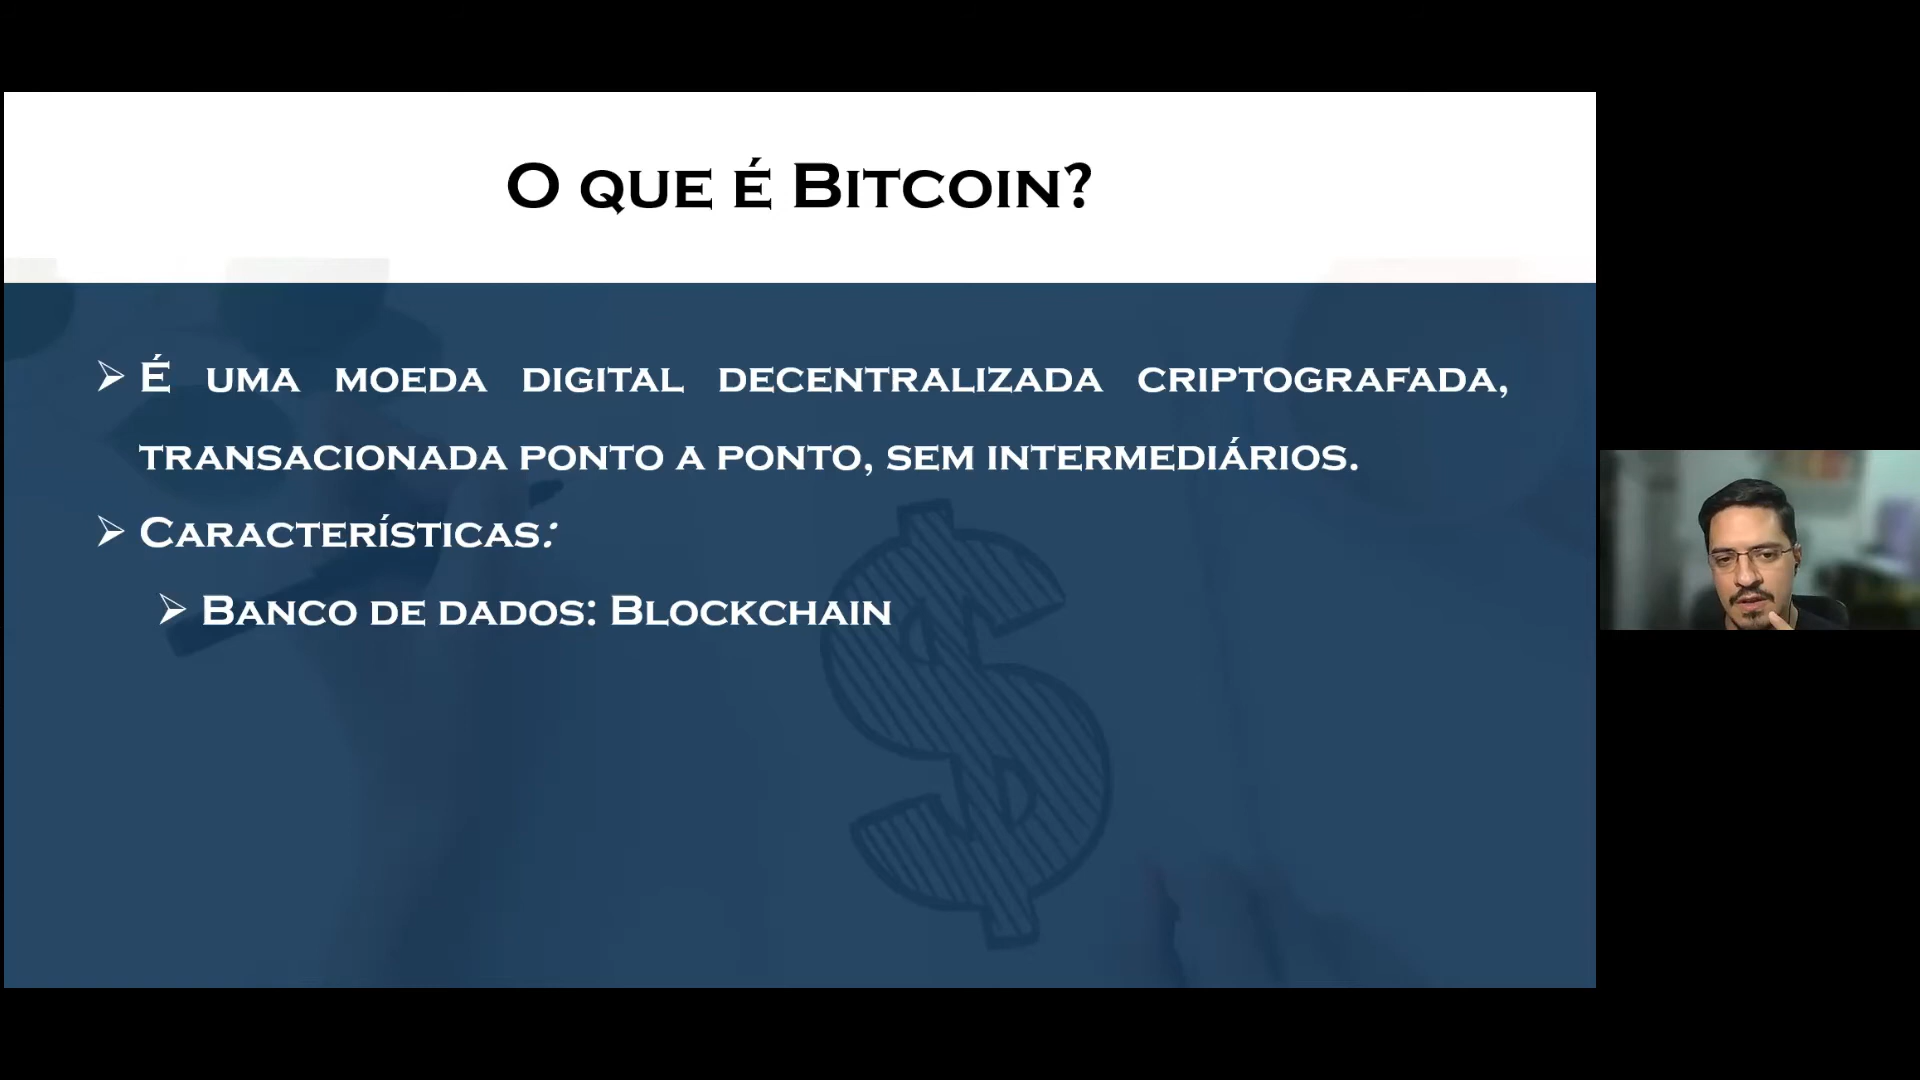 O que é Bitcoin?
É uma moeda digital decentralizada criptografada,
transacionada ponto a ponto, sem intermediários.
Características:
Banco de dados: Blockchain